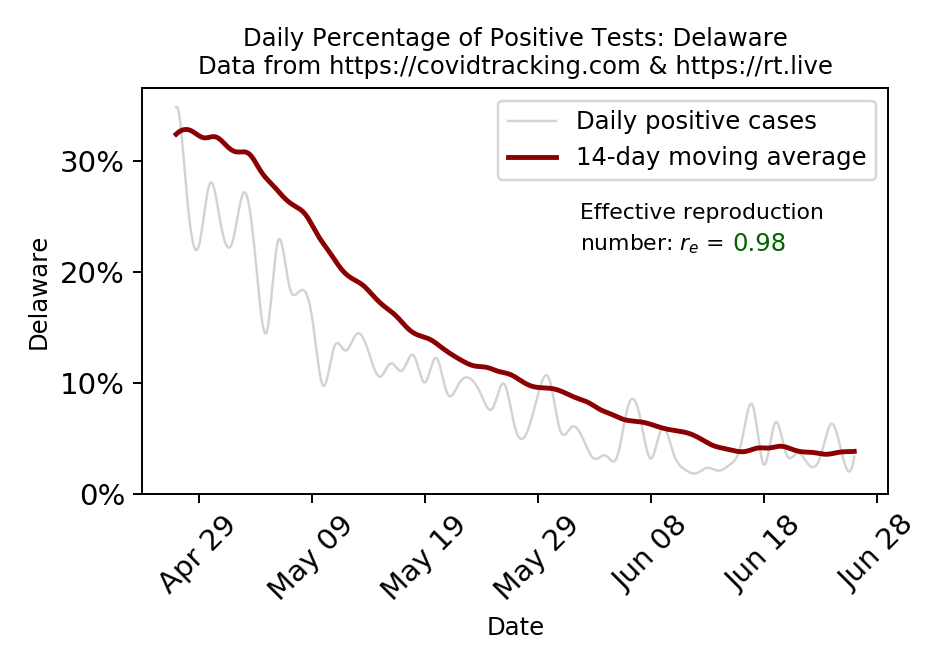 Daily Percentage of Positive Tests: Delaware
Data from https://covidtracking.com & https://rt.live
Daily positive cases
14-day moving average
Effective reproduction
number: rₑ = 0.98
30%
20%
10%
0%
Delaware
Apr 29
May 09
May 19
May 29
Jun 08
Jun 18
Jun 28
Date